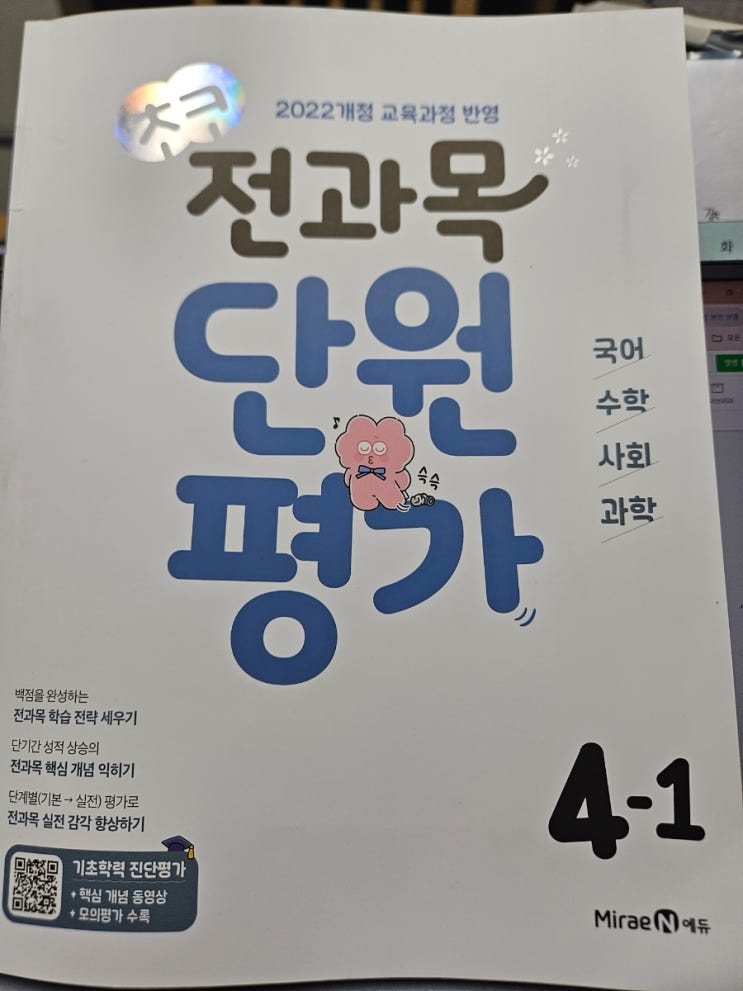 초코
2022개정 교육과정 반영
전과목
단원
평가
슥슥
국어
수학
사회
과학
백점을 완성하는
전과목 학습 전략 세우기
단기간 성적 상승의
전과목 핵심 개념 익히기
단계별(기본 → 실전) 평가로
전과목 실전 감각 향상하기
기초학력 진단평가
+ 핵심 개념 동영상
+ 모의평가 수록
4-1
Mirae N 에듀
화